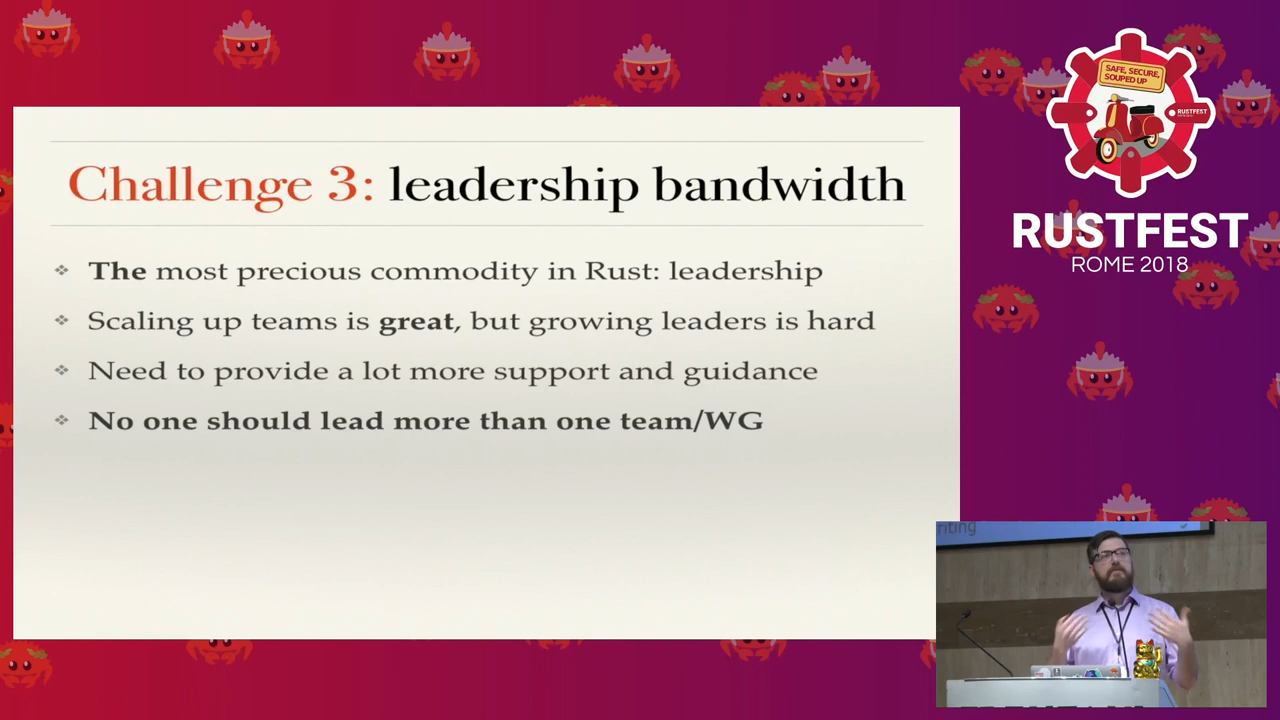 Challenge 3: leadership bandwidth
The most precious commodity in Rust: leadership
Scaling up teams is great, but growing leaders is hard
Need to provide a lot more support and guidance
No one should lead more than one team/WG
SAFE, SECURE,
SOUPED UP
RUSTFEST
RUSTFEST
ROME 2018
nting